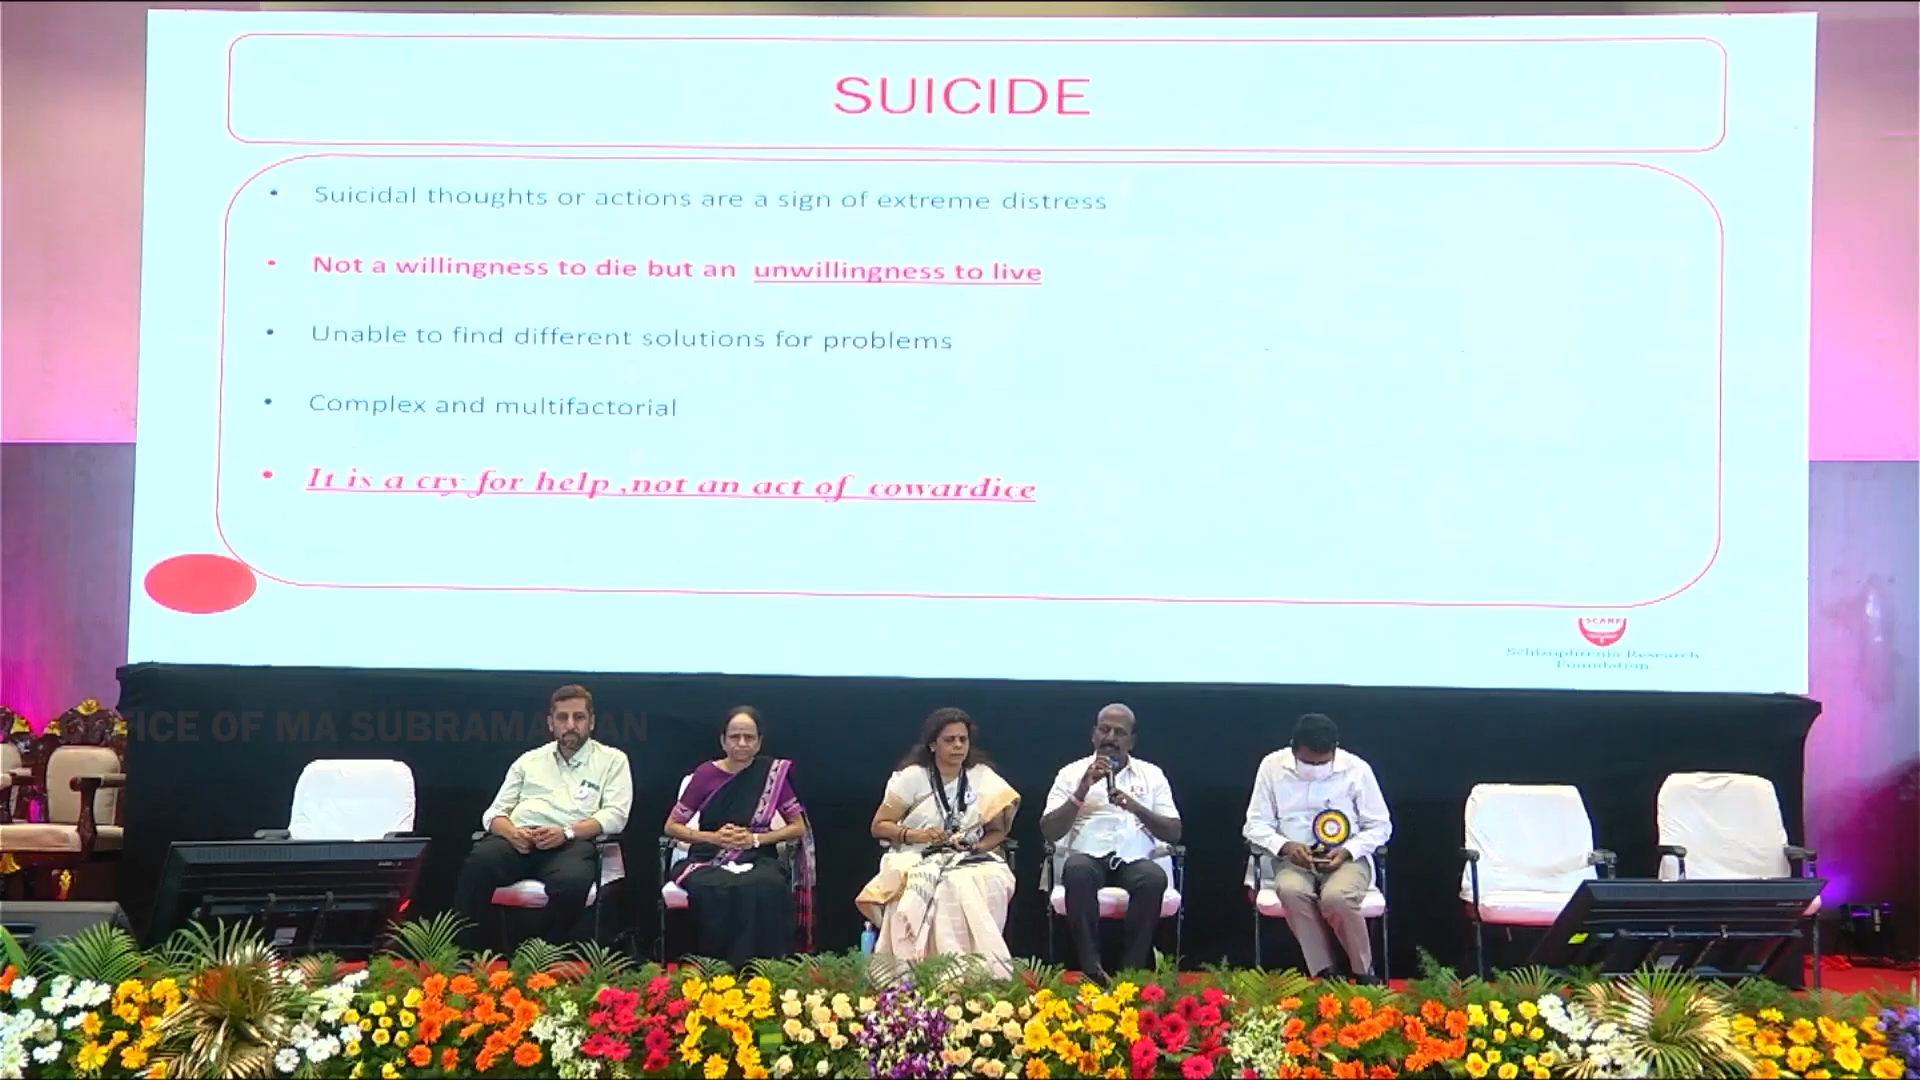 SUICIDE
• Suicidal thoughts or actions are a sign of extreme distress
• Not a willingness to die but an unwillingness to live
• Unable to find different solutions for problems
• Complex and multifactorial
• It is a cry for help ,not an act of cowardice
SCARF
Schizophrenia Research
Foundation
ICE OF MA SUBRAMA AN